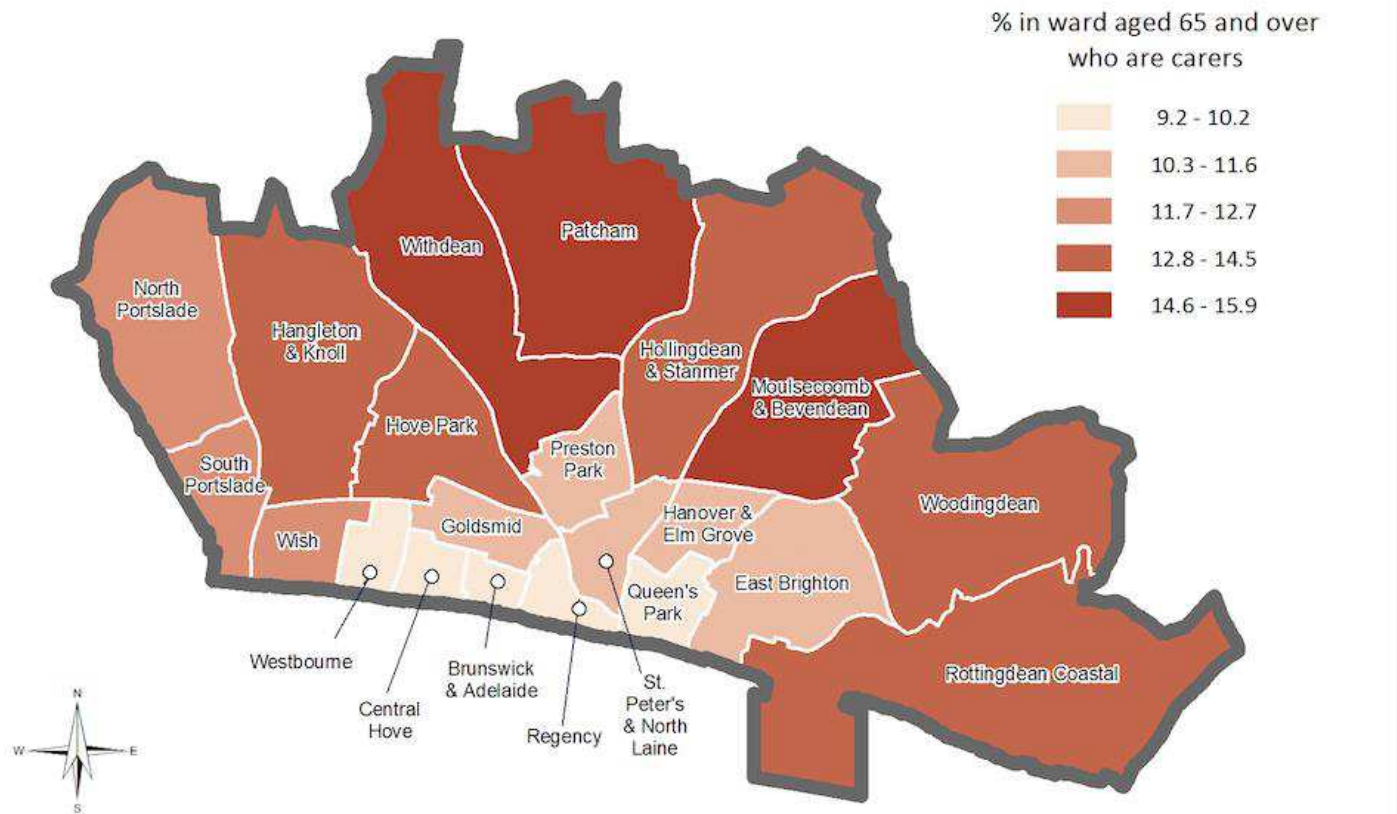 % in ward aged 65 and over
who are carers
9.2 - 10.2
10.3 - 11.6
11.7 - 12.7
12.8 - 14.5
14.6 - 15.9
Withdean
Patcham
North
Portslade
Hangleton
& Knoll
Hollingdean
& Stanmer
Moulsecoomb
& Bevendean
Hove Park
Preston
Park
South
Portslade
Woodingdean
Goldsmid
Hanover &
Elm Grove
Wish
East Brighton
Queen's
Park
Westbourne
Brunswick
& Adelaide
Rottingdean Coastal
Central
Hove
Regency
St.
Peter's
& North
Laine
N
W
E
S